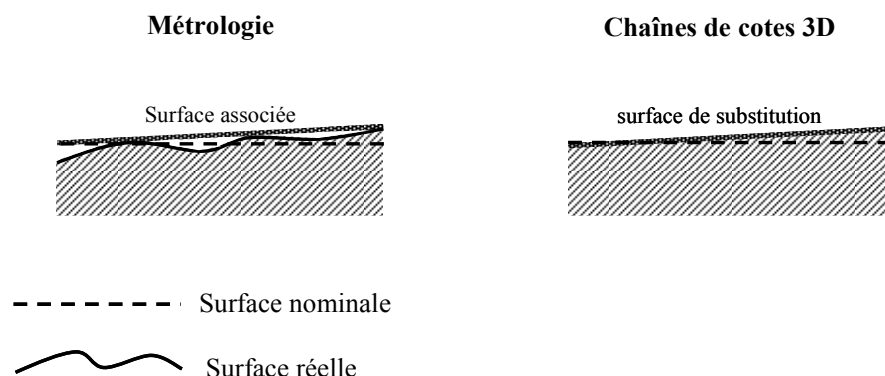 Métrologie
Chaînes de cotes 3D
Surface associée
surface de substitution
Surface nominale
Surface réelle